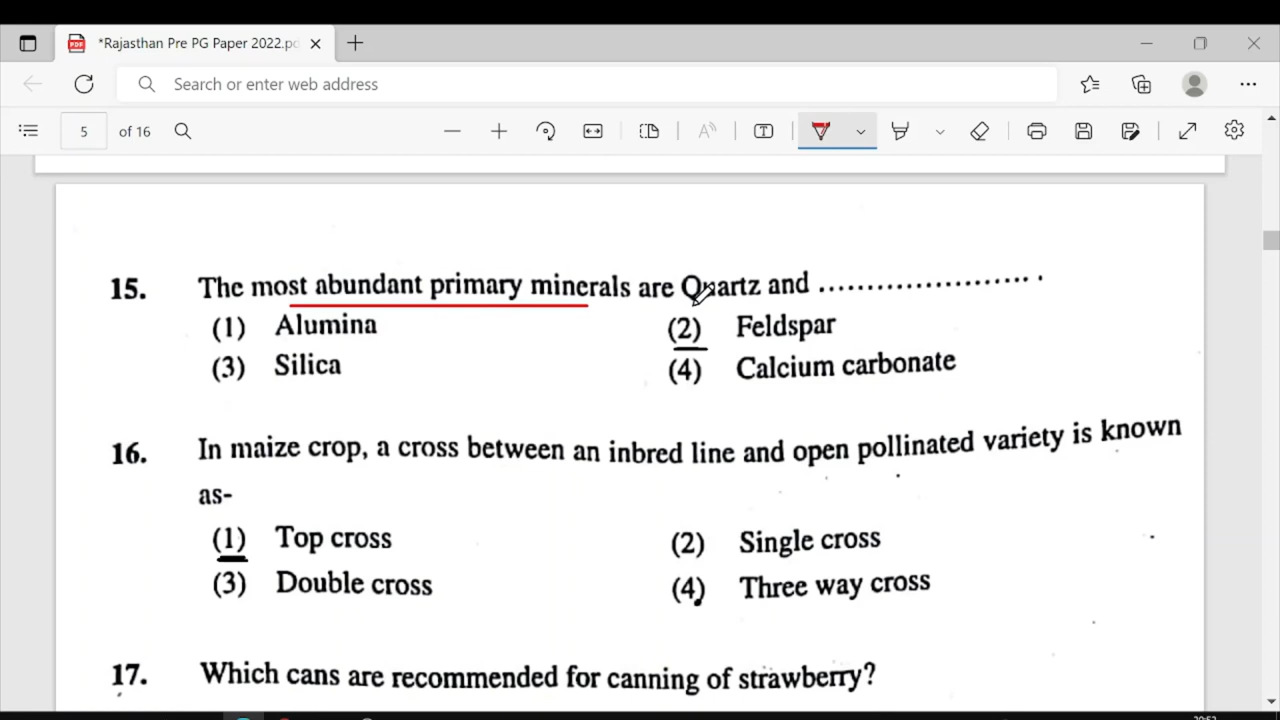 *Rajasthan Pre PG Paper 2022.pd
Search or enter web address
5 of 16
15. The most abundant primary minerals are Quartz and ........................
(1) Alumina (2) Feldspar
(3) Silica (4) Calcium carbonate
16. In maize crop, a cross between an inbred line and open pollinated variety is known
as-
(1) Top cross (2) Single cross
(3) Double cross (4) Three way cross
17. Which cans are recommended for canning of strawberry?